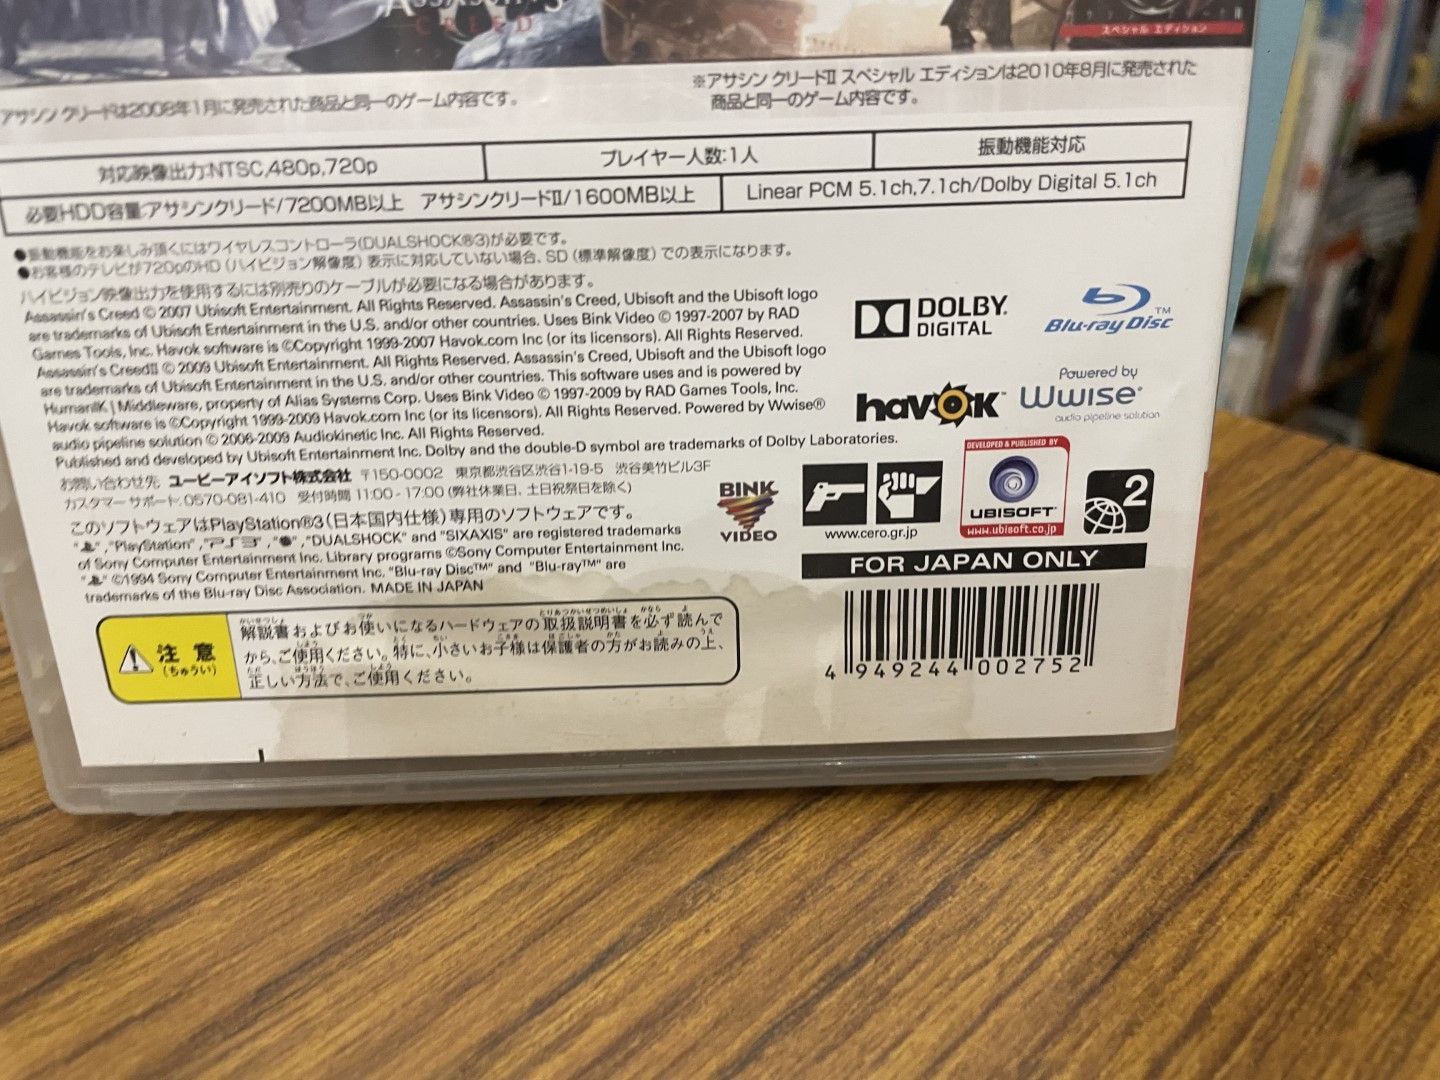 CREED
スペシャル エディション
アサシン クリードは2008年1月に発売された商品と同一のゲーム内容です。
※アサシン クリードII スペシャル エディションは2010年8月に発売された
商品と同一のゲーム内容です。
対応映像出力:NTSC,480p,720p
プレイヤー人数:1人
振動機能対応
必要HDD容量:アサシンクリード/7200MB以上 アサシンクリードII/1600MB以上
Linear PCM 5.1ch,7.1ch/Dolby Digital 5.1ch
●振動機能をお楽しみ頂くにはワイヤレスコントローラ(DUALSHOCK®3)が必要です。
●お客様のテレビが720pのHD(ハイビジョン解像度)表示に対応していない場合、SD(標準解像度)での表示になります。
ハイビジョン映像出力を使用するには別売りのケーブルが必要になる場合があります。
Assassin's Creed © 2007 Ubisoft Entertainment. All Rights Reserved. Assassin's Creed, Ubisoft and the Ubisoft logo
are trademarks of Ubisoft Entertainment in the U.S. and/or other countries. Uses Bink Video © 1997-2007 by RAD
Games Tools, Inc. Havok software is ©Copyright 1999-2007 Havok.com Inc (or its licensors). All Rights Reserved.
Assassin's CreedII © 2009 Ubisoft Entertainment. All Rights Reserved. Assassin's Creed, Ubisoft and the Ubisoft logo
are trademarks of Ubisoft Entertainment in the U.S. and/or other countries. This software uses and is powered by
HumanIK | Middleware, property of Alias Systems Corp. Uses Bink Video © 1997-2009 by RAD Games Tools, Inc.
Havok software is ©Copyright 1999-2009 Havok.com Inc (or its licensors). All Rights Reserved. Powered by Wwise®
audio pipeline solution © 2006-2009 Audiokinetic Inc. All Rights Reserved.
Published and developed by Ubisoft Entertainment Inc. Dolby and the double-D symbol are trademarks of Dolby Laboratories.
お問い合わせ先 ユービーアイソフト株式会社 〒150-0002 東京都渋谷区渋谷1-19-5 渋谷美竹ビル3F
カスタマーサポート:0570-081-410 受付時間 11:00-17:00(弊社休業日、土日祝祭日を除く)
このソフトウェアはPlayStation®3(日本国内仕様)専用のソフトウェアです。
"PlayStation", "PS3", "DUALSHOCK" and "SIXAXIS" are registered trademarks
of Sony Computer Entertainment Inc. Library programs ©Sony Computer Entertainment Inc.
©1994 Sony Computer Entertainment Inc. "Blu-ray Disc™" and "Blu-ray™" are
trademarks of the Blu-ray Disc Association. MADE IN JAPAN
DOLBY.
DIGITAL
Blu-ray Disc™
havok™
Powered by
Wwise®
audio pipeline solution
BINK
VIDEO
www.cero.gr.jp
DEVELOPED & PUBLISHED BY
UBISOFT
www.ubisoft.co.jp
2
FOR JAPAN ONLY
注意
(ちゅうい)
解説書およびお使いになるハードウェアの取扱説明書を必ず読んで
から、ご使用ください。特に、小さいお子様は保護者の方がお読みの上、
正しい方法で、ご使用ください。
4 949244 002752